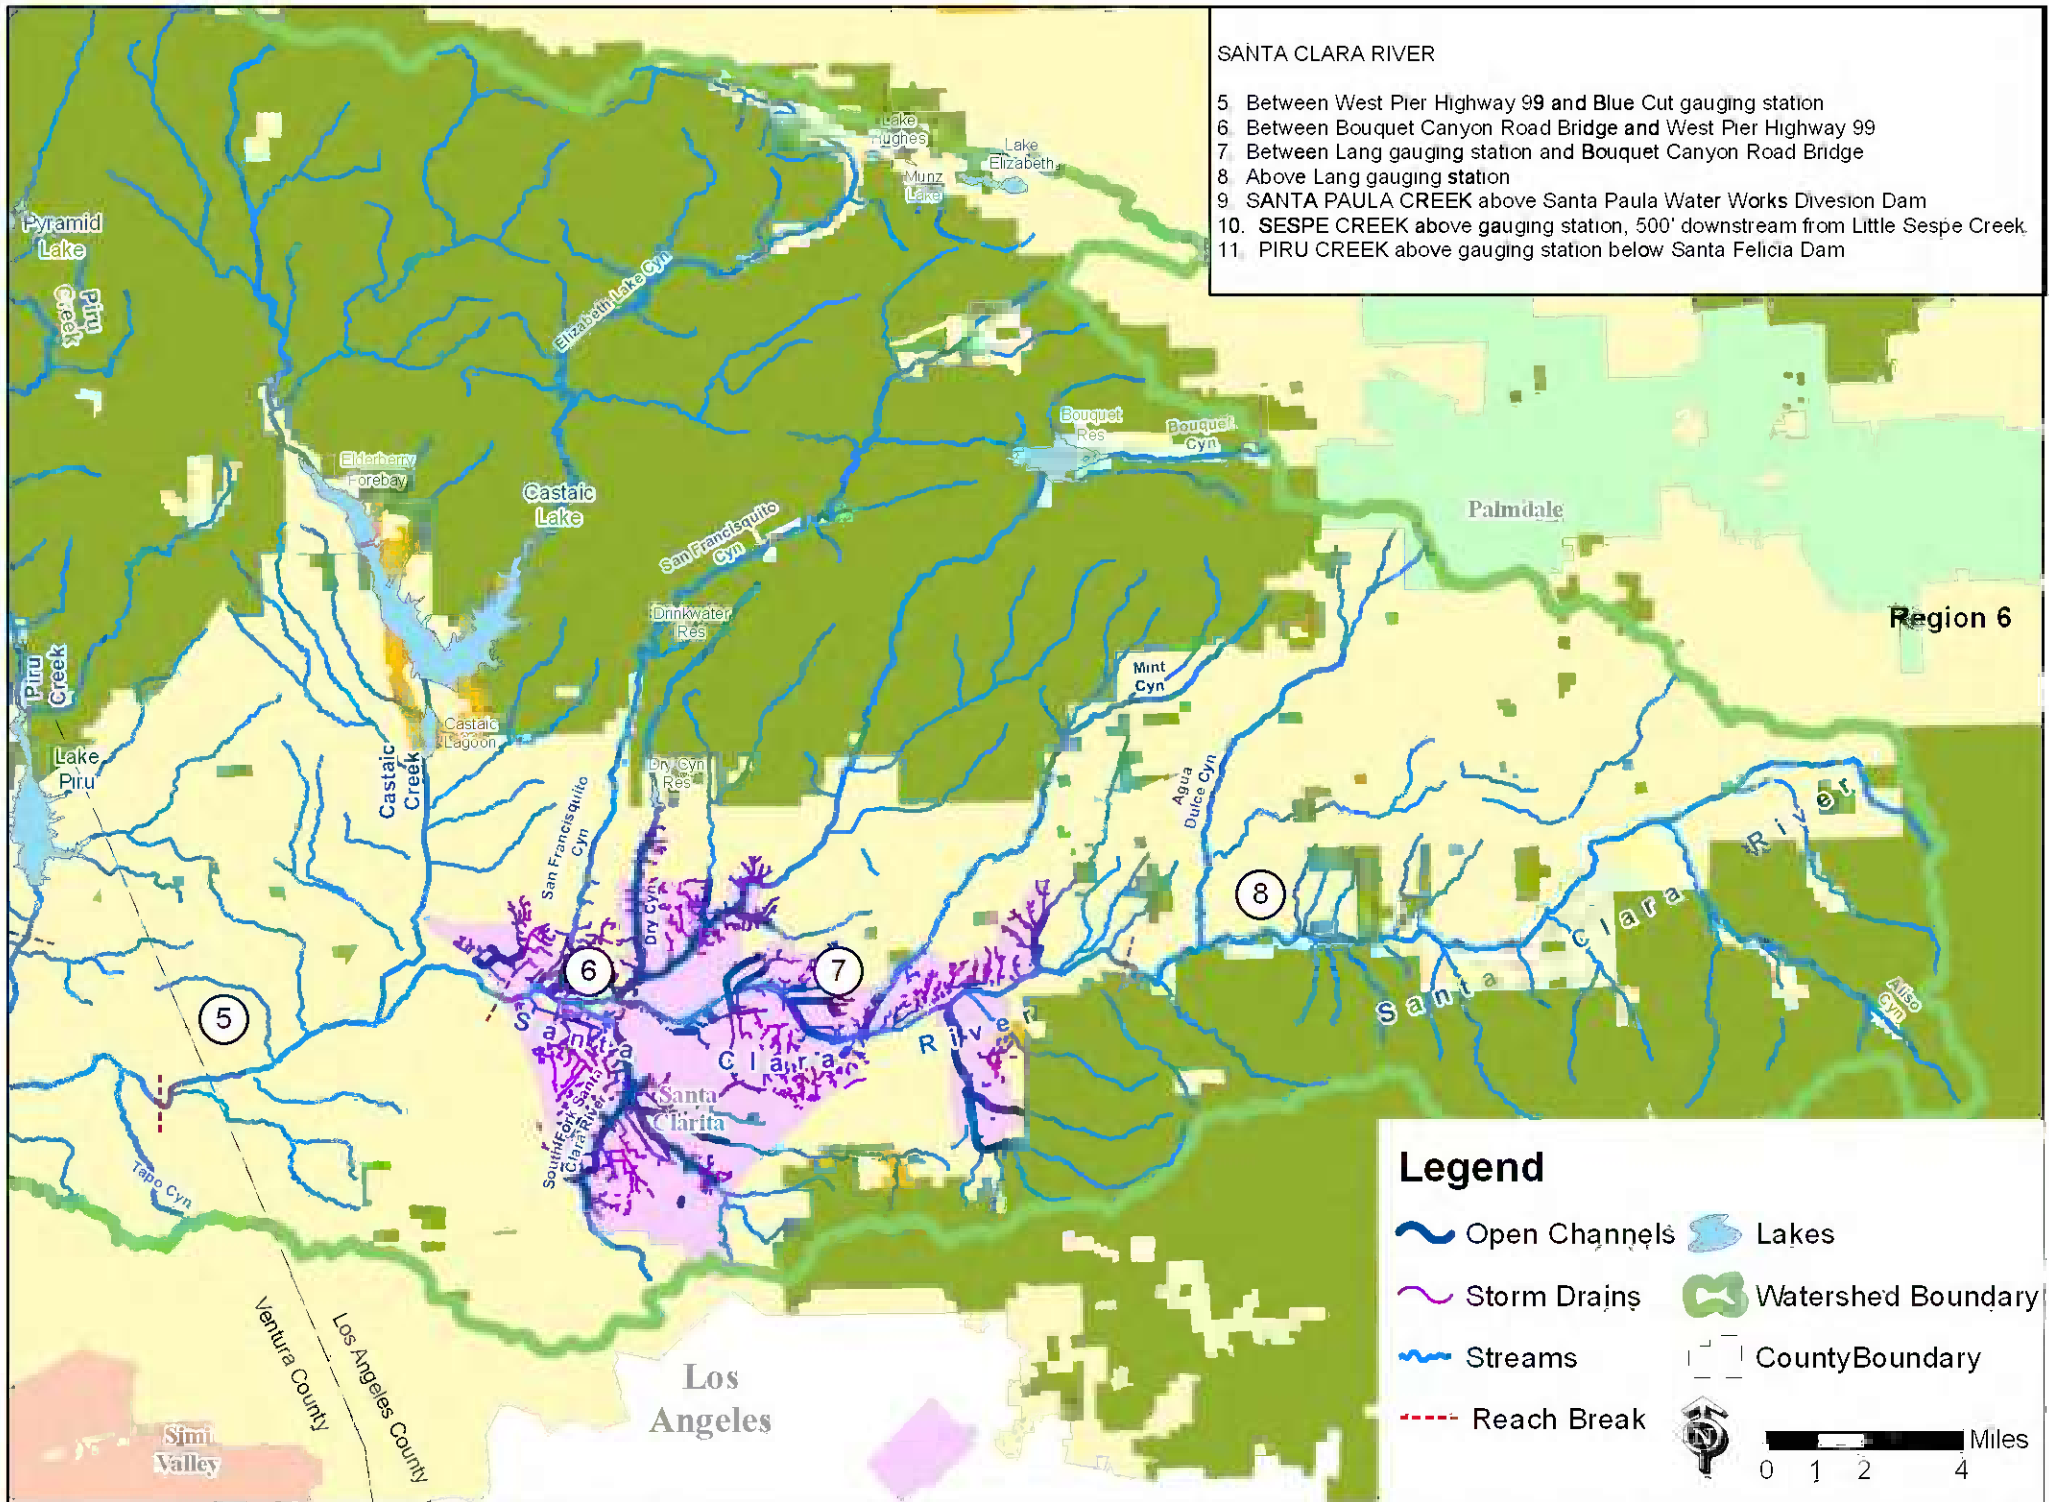 SANTA CLARA RIVER
5 Between West Pier Highway 99 and Blue Cut gauging station
6. Between Bouquet Canyon Road Bridge and West Pier Highway 99
7 Between Lang gauging station and Bouquet Canyon Road Bridge
8 Above Lang gauging station
9 SANTA PAULA CREEK above Santa Paula Water Works Divesion Dam
10. SESPE CREEK above gauging station, 500' downstream from Little Sespe Creek
11. PIRU CREEK above gauging station below Santa Felicia Dam
Lake
Hughes
Lake
Elizabeth
Munz
Lake
Pyramid
Lake
Piru
Creek
Elizabeth Lake Cyn
Bouquet
Res
Bouquet
Cyn
Elderberry
Forebay
Castaic
Lake
San Francisquito
Cyn
Palmdale
Drinkwater
Res
Region 6
Piru
Creek
Mint
Cyn
Castaic
Lagoon
Lake
Piru
Castaic
Creek
Dry Cyn
Res
Agua
Dulce Cyn
San Francisquito
Cyn
Dry Cyn
River
8
Clara
Santa
6
7
5
Aliso
Cyn
Santa
Clara
River
Santa
Clarita
South Fork Santa
Clara River
Tapo Cyn
Ventura County
Los Angeles County
Los
Angeles
Simi
Valley
Legend
Open Channels
Lakes
Storm Drains
Watershed Boundary
Streams
CountyBoundary
Reach Break
N
Miles
0 1 2 4